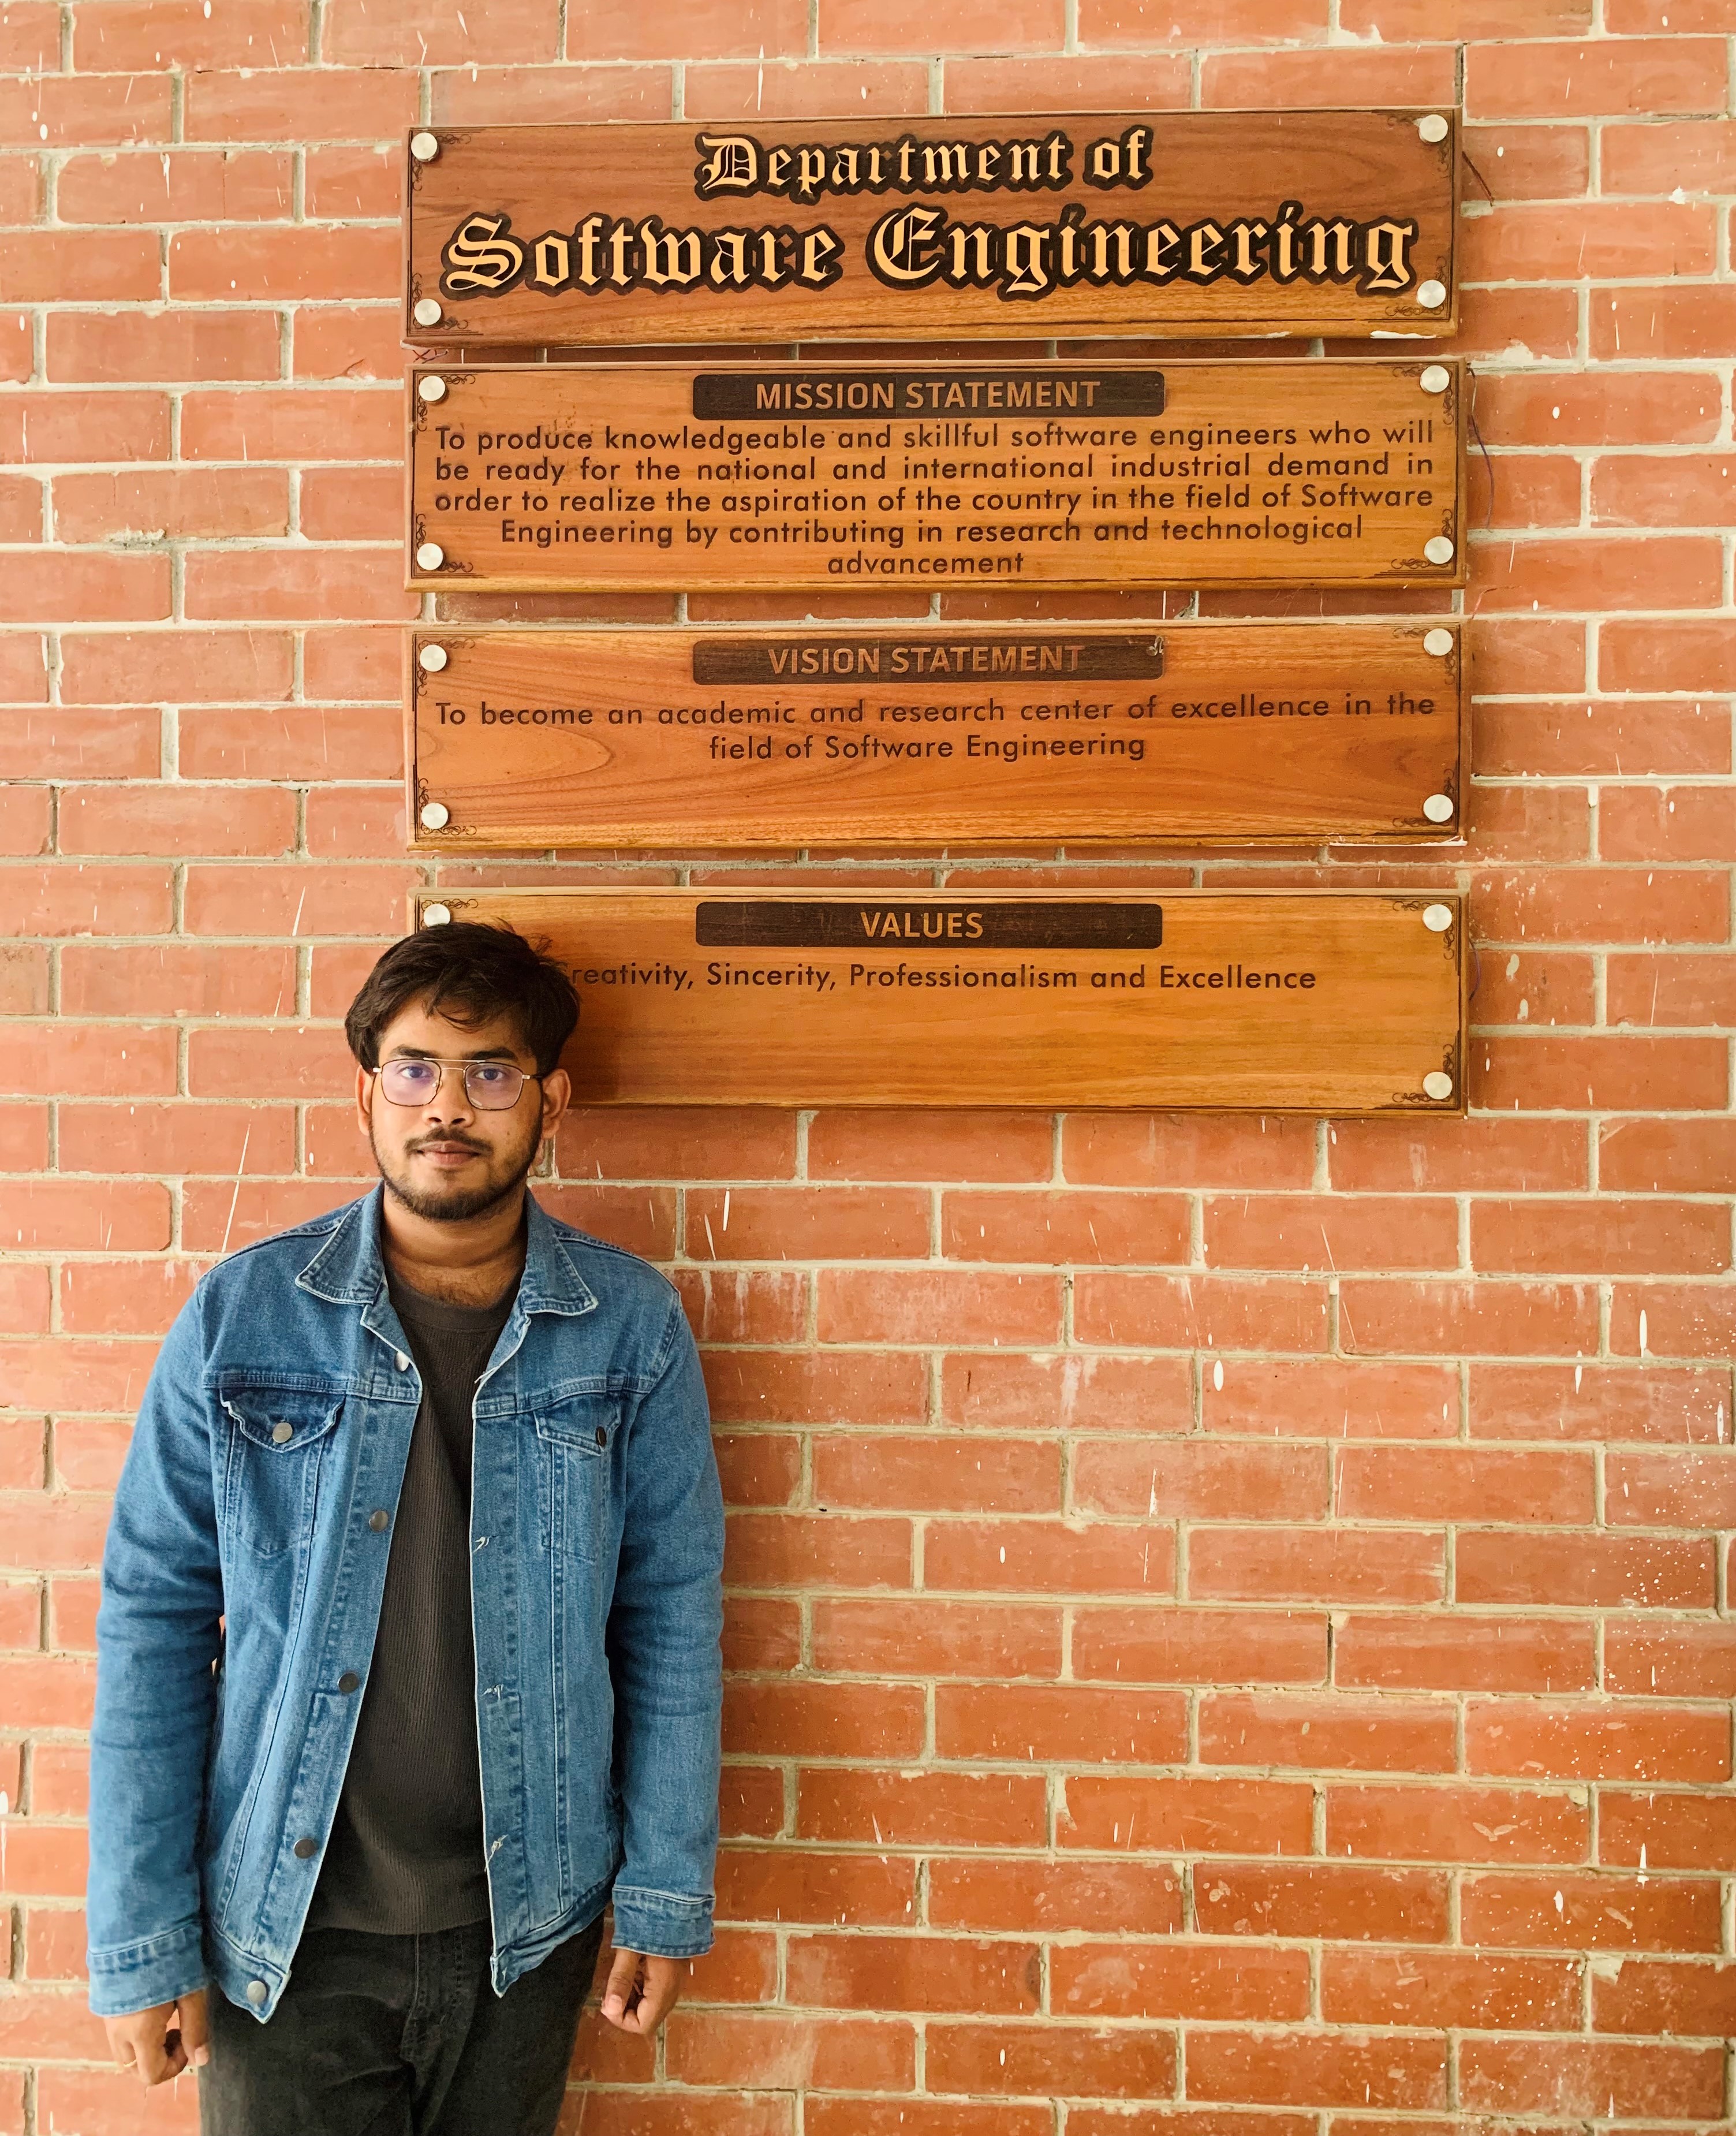 Department of
Software Engineering
MISSION STATEMENT
To produce knowledgeable and skillful software engineers who will
be ready for the national and international industrial demand in
order to realize the aspiration of the country in the field of Software
Engineering by contributing in research and technological
advancement
VISION STATEMENT
To become an academic and research center of excellence in the
field of Software Engineering
VALUES
reativity, Sincerity, Professionalism and Excellence